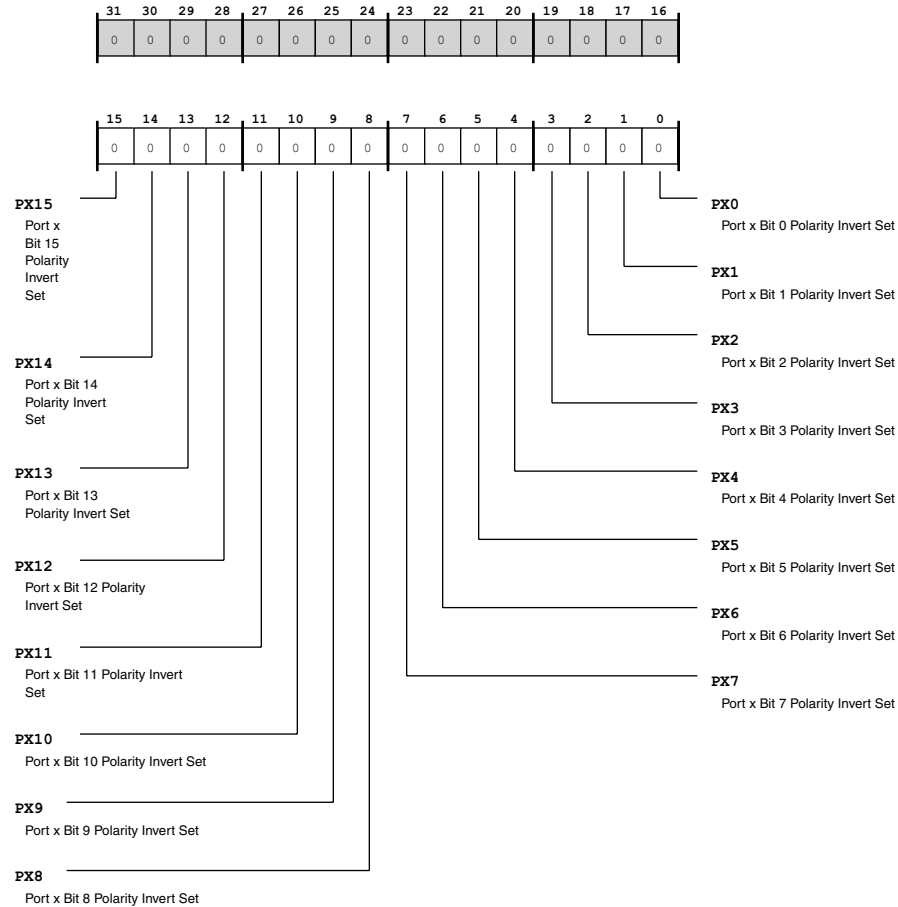 31 30 29 28 27 26 25 24 23 22 21 20 19 18 17 16
0 0 0 0 0 0 0 0 0 0 0 0 0 0 0 0
15 14 13 12 11 10 9 8 7 6 5 4 3 2 1 0
0 0 0 0 0 0 0 0 0 0 0 0 0 0 0 0
PX15
Port x
Bit 15
Polarity
Invert
Set
PX14
Port x Bit 14
Polarity Invert
Set
PX13
Port x Bit 13
Polarity Invert Set
PX12
Port x Bit 12 Polarity
Invert Set
PX11
Port x Bit 11 Polarity Invert
Set
PX10
Port x Bit 10 Polarity Invert Set
PX9
Port x Bit 9 Polarity Invert Set
PX8
Port x Bit 8 Polarity Invert Set
PX0
Port x Bit 0 Polarity Invert Set
PX1
Port x Bit 1 Polarity Invert Set
PX2
Port x Bit 2 Polarity Invert Set
PX3
Port x Bit 3 Polarity Invert Set
PX4
Port x Bit 4 Polarity Invert Set
PX5
Port x Bit 5 Polarity Invert Set
PX6
Port x Bit 6 Polarity Invert Set
PX7
Port x Bit 7 Polarity Invert Set